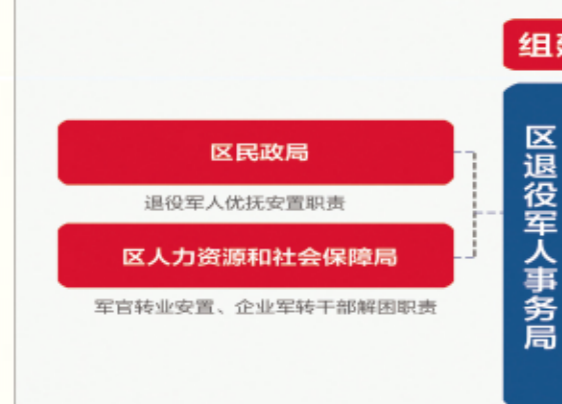 组
区民政局
退役军人优抚安置职责
区人力资源和社会保障局
军官转业安置、企业军转干部解困职责
区退役军人事务局